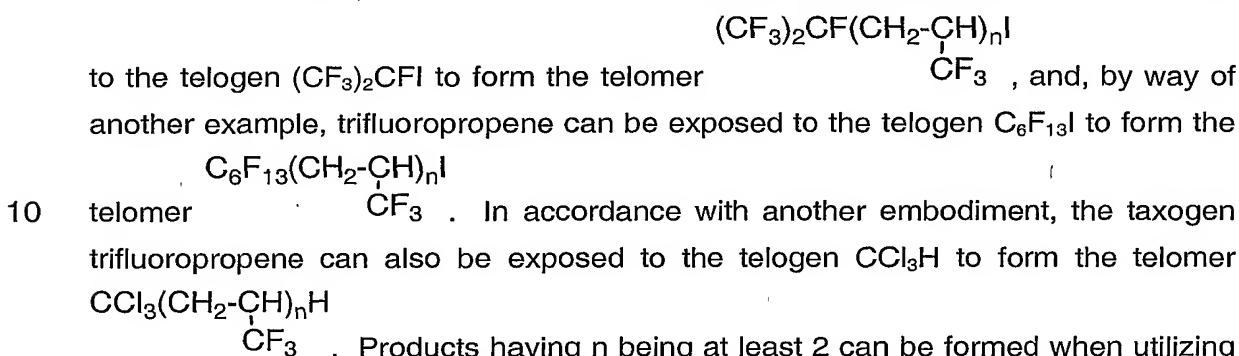 (CF₃)₂CF(CH₂-CH)ₙI
to the telogen (CF₃)₂CFI to form the telomer CF₃ , and, by way of
another example, trifluoropropene can be exposed to the telogen C₆F₁₃I to form the
C₆F₁₃(CH₂-CH)ₙI
10 telomer CF₃ . In accordance with another embodiment, the taxogen
trifluoropropene can also be exposed to the telogen CCl₃H to form the telomer
CCl₃(CH₂-CH)ₙH
CF₃ . Products having n being at least 2 can be formed when utilizing